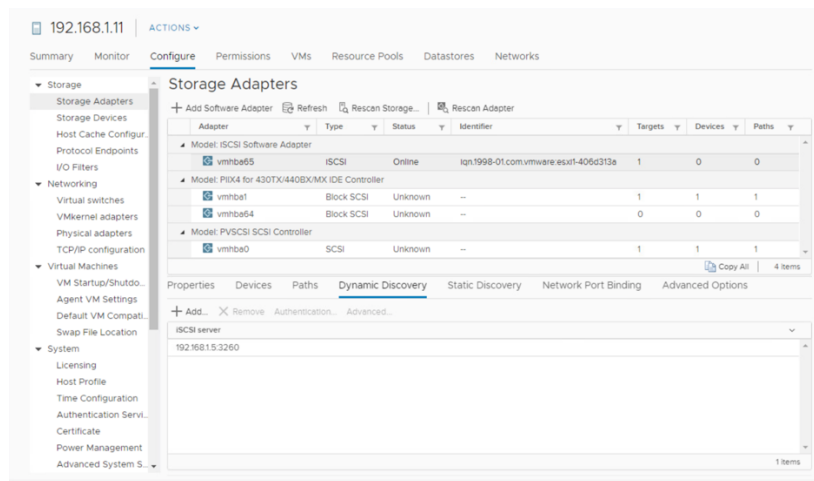 192.168.1.11 ACTIONS
Summary Monitor Configure Permissions VMs Resource Pools Datastores Networks
Storage
Storage Adapters
Storage Devices
Host Cache Configur..
Protocol Endpoints
I/O Filters
Networking
Virtual switches
VMkernel adapters
Physical adapters
TCP/IP configuration
Virtual Machines
VM Startup/Shutdo...
Agent VM Settings
Default VM Compati...
Swap File Location
System
Licensing
Host Profile
Time Configuration
Authentication Servi...
Certificate
Power Management
Advanced System S...
Storage Adapters
+ Add Software Adapter Refresh Rescan Storage... Rescan Adapter
Adapter Type Status Identifier Targets Devices Paths
Model: iSCSI Software Adapter
vmhba65 iSCSI Online iqn.1998-01.com.vmware:esxi1-406d313a 1 0 0
Model: PIIX4 for 430TX/440BX/MX IDE Controller
vmhba1 Block SCSI Unknown -- 1 1 1
vmhba64 Block SCSI Unknown -- 0 0 0
Model: PVSCSI SCSI Controller
vmhba0 SCSI Unknown -- 1 1 1
Copy All 4 items
Properties Devices Paths Dynamic Discovery Static Discovery Network Port Binding Advanced Options
+ Add... Remove Authentication... Advanced...
iSCSI server
192.168.1.5:3260
1 items